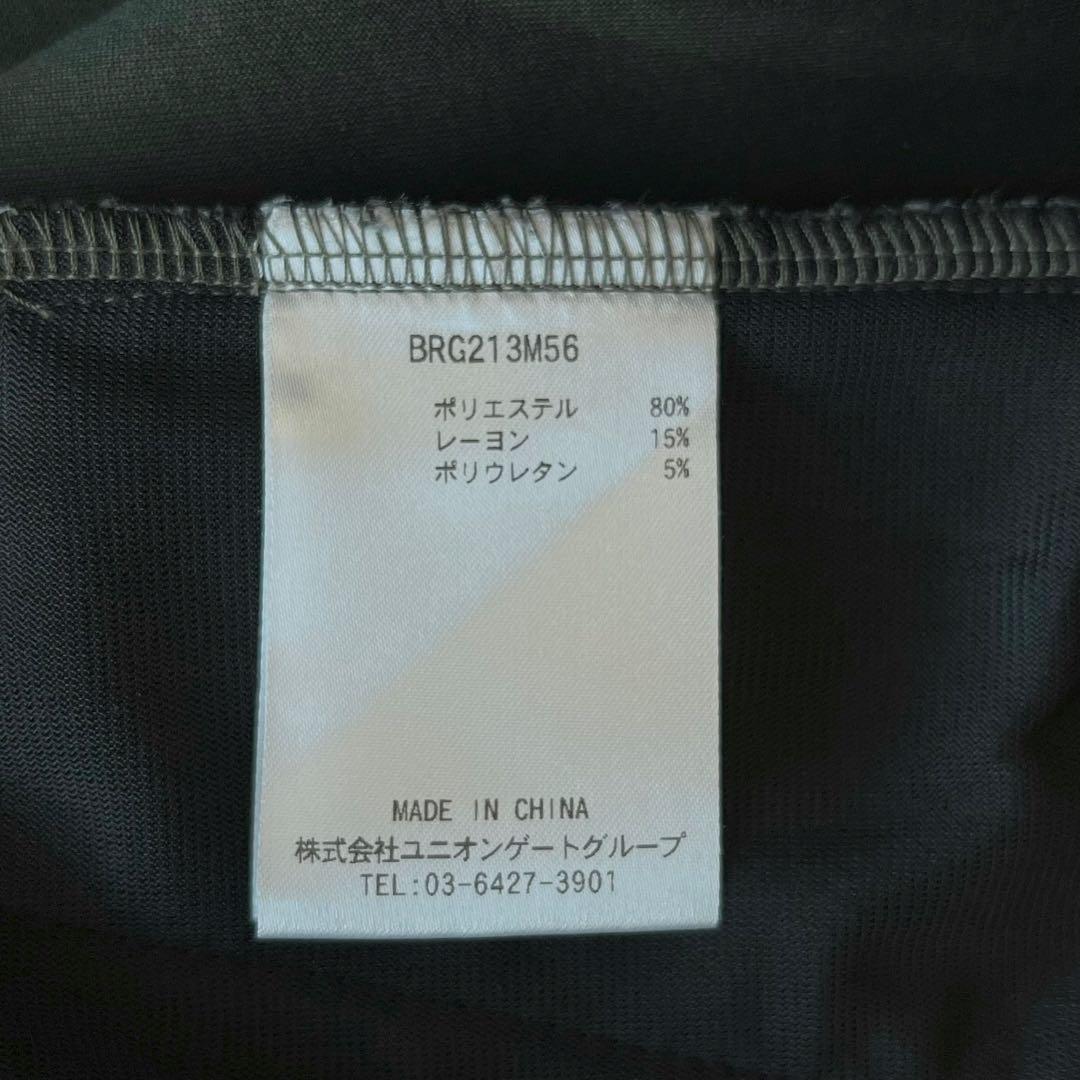 BRG213M56
ポリエステル 80%
レーヨン 15%
ポリウレタン 5%
MADE IN CHINA
株式会社ユニオンゲートグループ
TEL:03-6427-3901